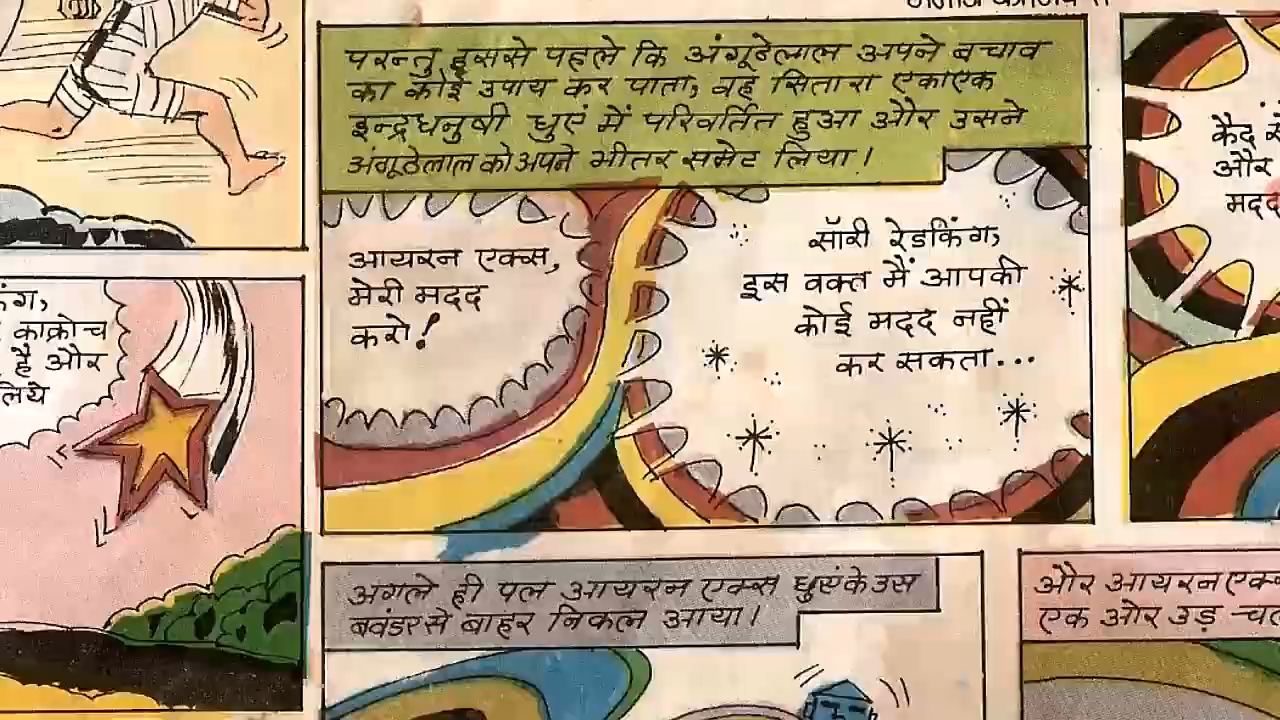 परन्तु इससे पहले कि अंगूठेलाल अपने बचाव
का कोई उपाय कर पाता, वह सितारा एकाएक
इन्द्रधनुषी धुएं में परिवर्तित हुआ और उसने
अंगूठेलाल को अपने भीतर समेट लिया।
आयरन एक्स,
मेरी मदद
करो!
सॉरी रेडकिंग,
इस वक्त मैं आपकी
कोई मदद नहीं
कर सकता...
कैद से
और
मदद
काक्रोच
है और
लिये
अगले ही पल आयरन एक्स धुएं के उस
बवंडर से बाहर निकल आया।
और आयरन एक्स
एक ओर उड़ चला